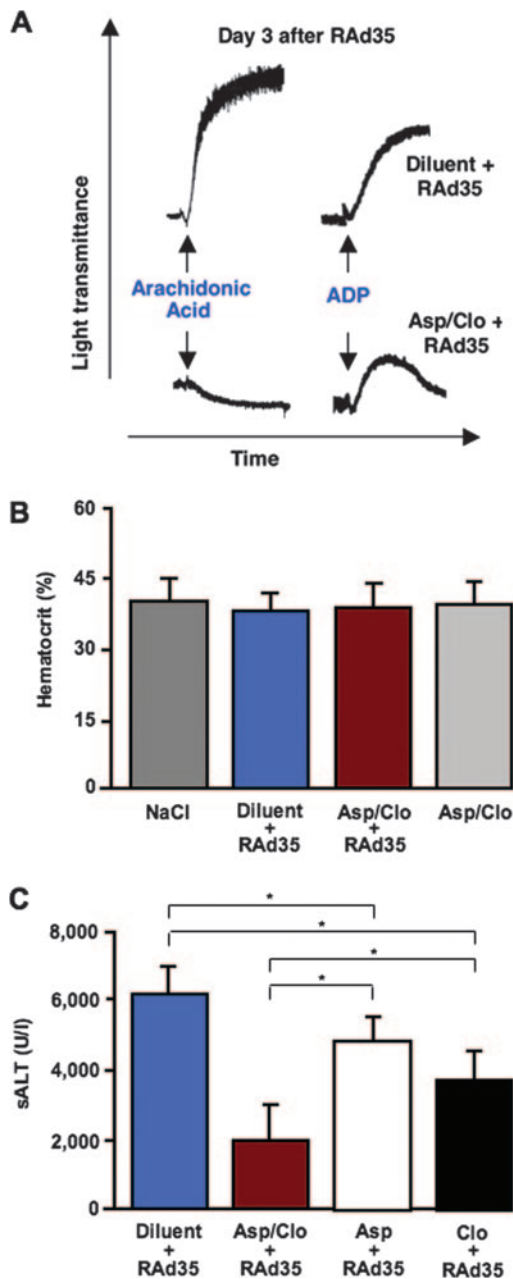 A
Day 3 after RAd35
Light transmittance
Diluent +
RAd35
Arachidonic
Acid
ADP
Asp/Clo +
RAd35
Time
B
Hematocrit (%)
60
45
30
15
0
NaCl
Diluent
+
RAd35
Asp/Clo
+
RAd35
Asp/Clo
C
sALT (U/l)
8,000
6,000
4,000
2,000
0
*
*
*
*
Diluent
+
RAd35
Asp/Clo
+
RAd35
Asp
+
RAd35
Clo
+
RAd35